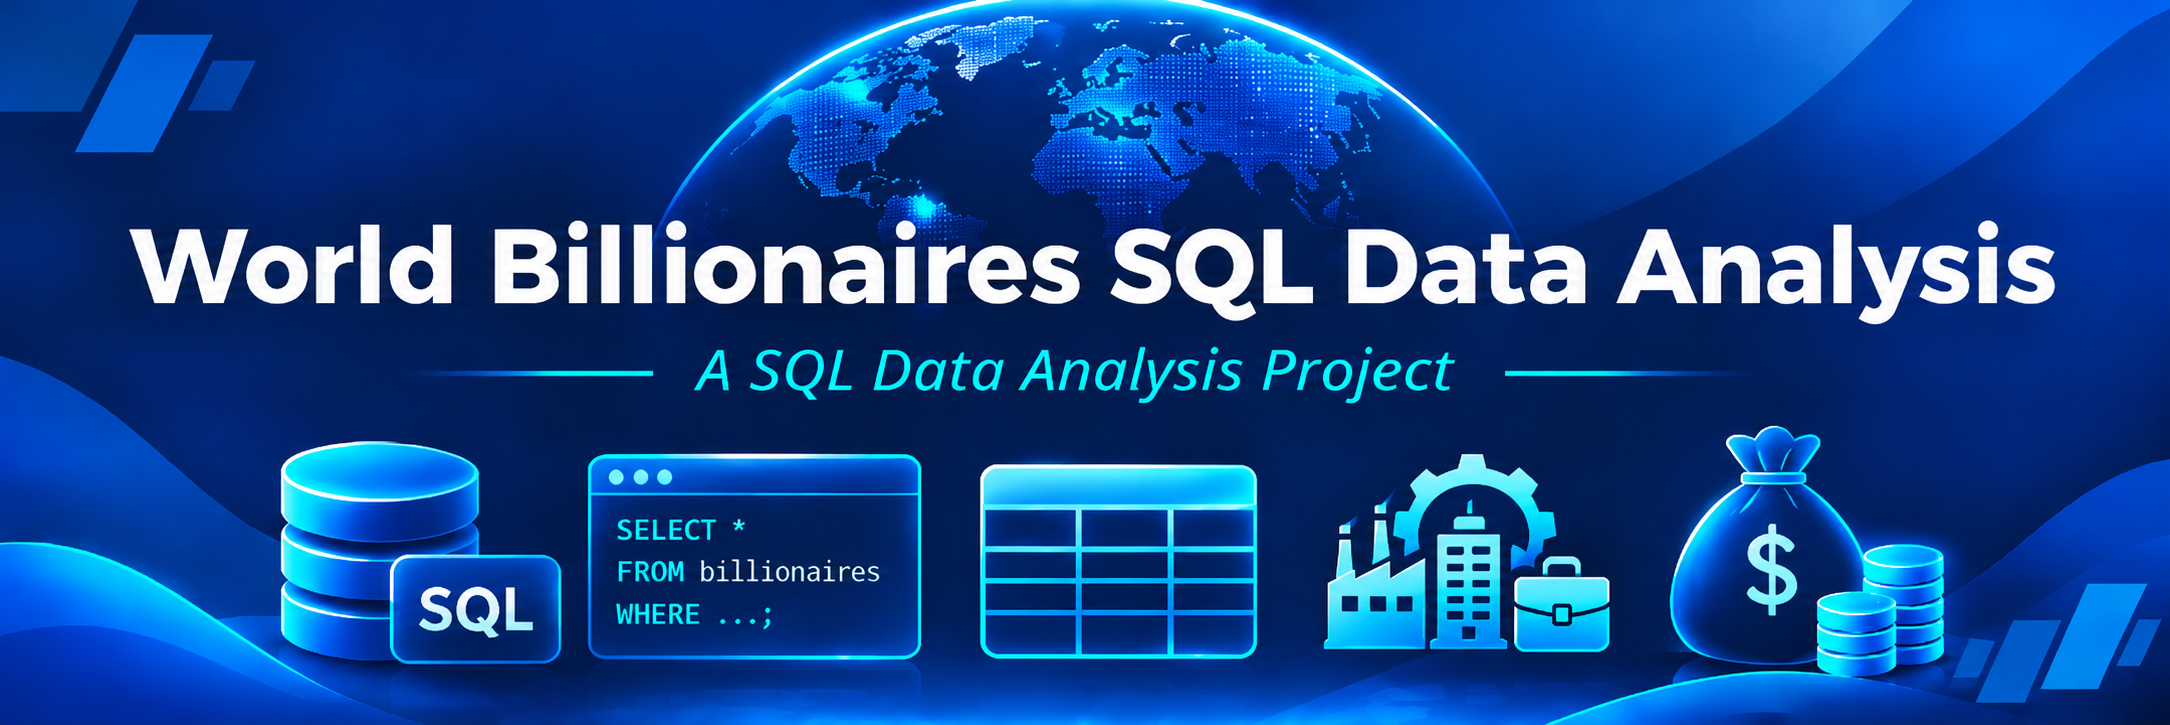 World Billionaires SQL Data Analysis
A SQL Data Analysis Project
SQL
SELECT *
FROM billionaires
WHERE ...;
$